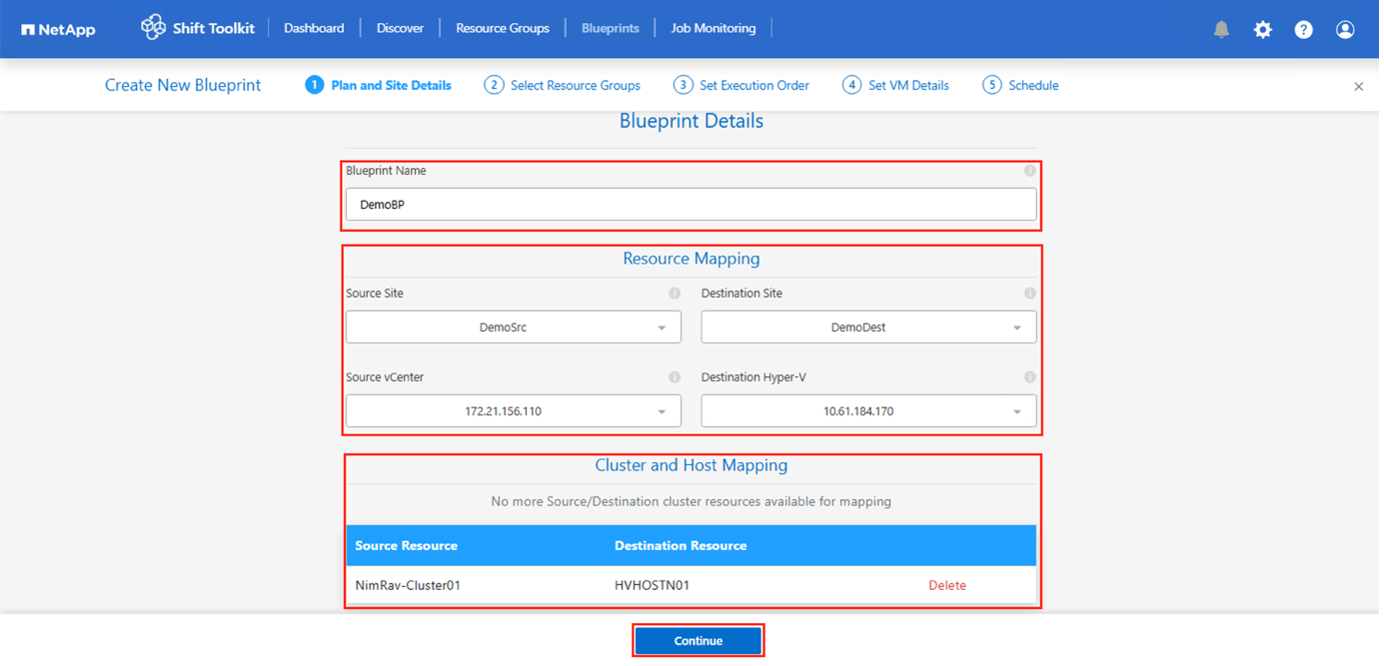 NetApp Shift Toolkit Dashboard Discover Resource Groups Blueprints Job Monitoring ?
Create New Blueprint 1 Plan and Site Details 2 Select Resource Groups 3 Set Execution Order 4 Set VM Details 5 Schedule ×
Blueprint Details
Blueprint Name i
DemoBP
Resource Mapping
Source Site i Destination Site i
DemoSrc DemoDest
Source vCenter i Destination Hyper-V i
172.21.156.110 10.61.184.170
Cluster and Host Mapping
No more Source/Destination cluster resources available for mapping
Source Resource Destination Resource
NimRav-Cluster01 HVHOSTN01 Delete
Continue